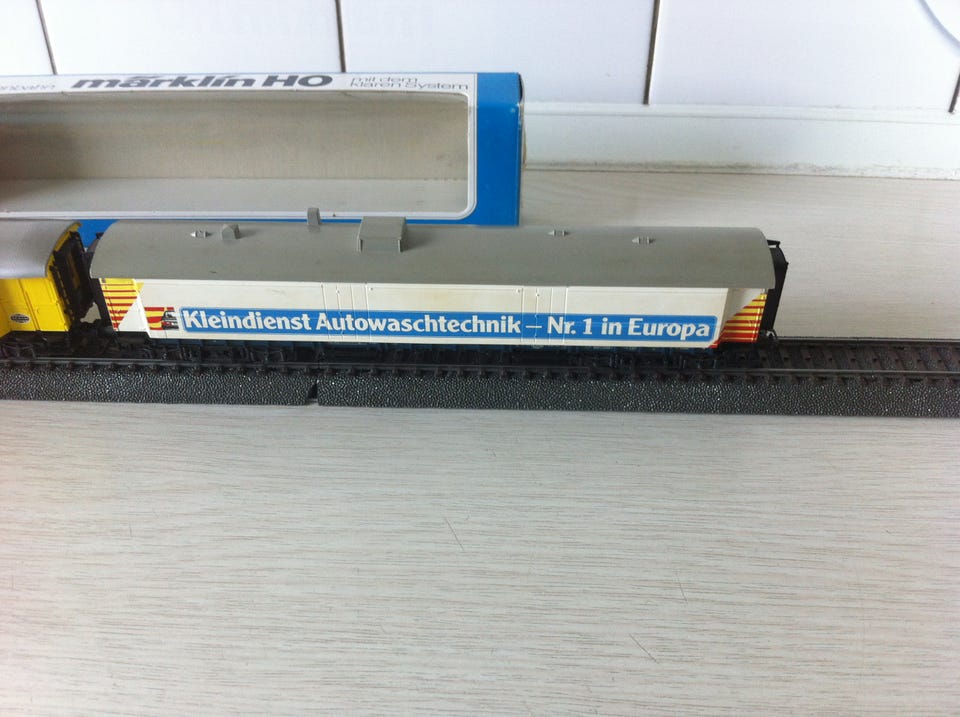 märklin HO
mit dem
klaren System
Kleindienst Autowaschtechnik – Nr. 1 in Europa